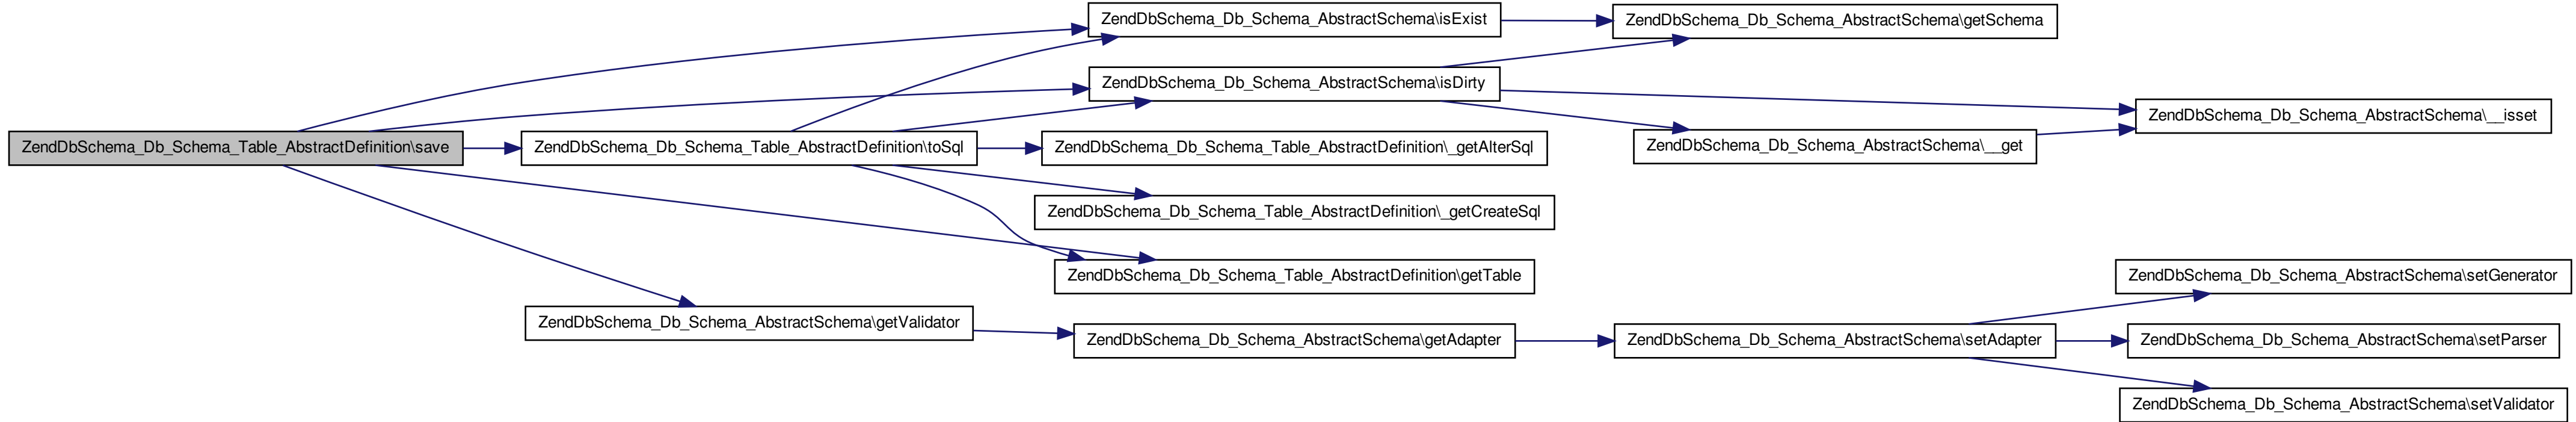 ZendDbSchema_Db_Schema_AbstractSchema\isExist
ZendDbSchema_Db_Schema_AbstractSchema\getSchema
ZendDbSchema_Db_Schema_AbstractSchema\isDirty
ZendDbSchema_Db_Schema_AbstractSchema\__isset
ZendDbSchema_Db_Schema_Table_AbstractDefinition\save
ZendDbSchema_Db_Schema_Table_AbstractDefinition\toSql
ZendDbSchema_Db_Schema_Table_AbstractDefinition\_getAlterSql
ZendDbSchema_Db_Schema_AbstractSchema\__get
ZendDbSchema_Db_Schema_Table_AbstractDefinition\_getCreateSql
ZendDbSchema_Db_Schema_Table_AbstractDefinition\getTable
ZendDbSchema_Db_Schema_AbstractSchema\setGenerator
ZendDbSchema_Db_Schema_AbstractSchema\getValidator
ZendDbSchema_Db_Schema_AbstractSchema\getAdapter
ZendDbSchema_Db_Schema_AbstractSchema\setAdapter
ZendDbSchema_Db_Schema_AbstractSchema\setParser
ZendDbSchema_Db_Schema_AbstractSchema\setValidator